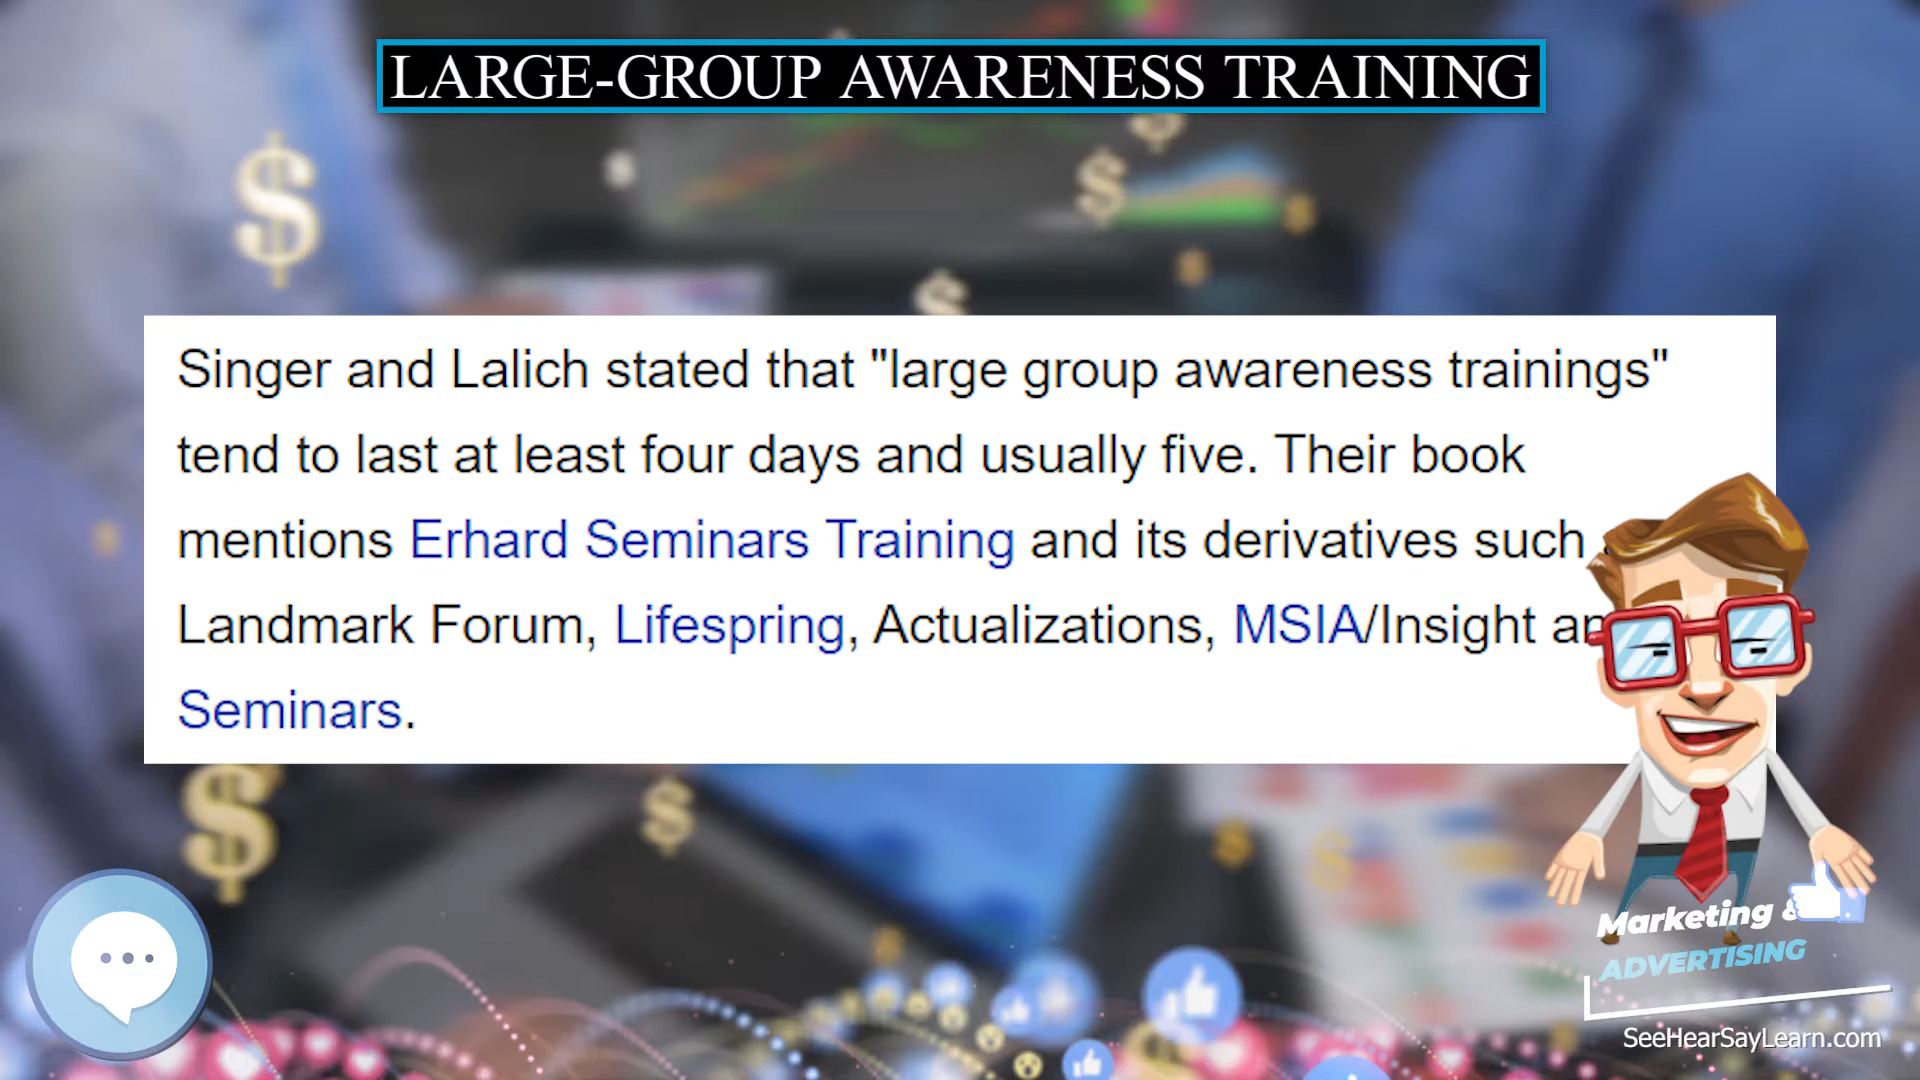 LARGE-GROUP AWARENESS TRAINING
Singer and Lalich stated that "large group awareness trainings"
tend to last at least four days and usually five. Their book
mentions Erhard Seminars Training and its derivatives such
Landmark Forum, Lifespring, Actualizations, MSIA/Insight
Seminars.
Marketing &
ADVERTISING
SeeHearSayLearn.com